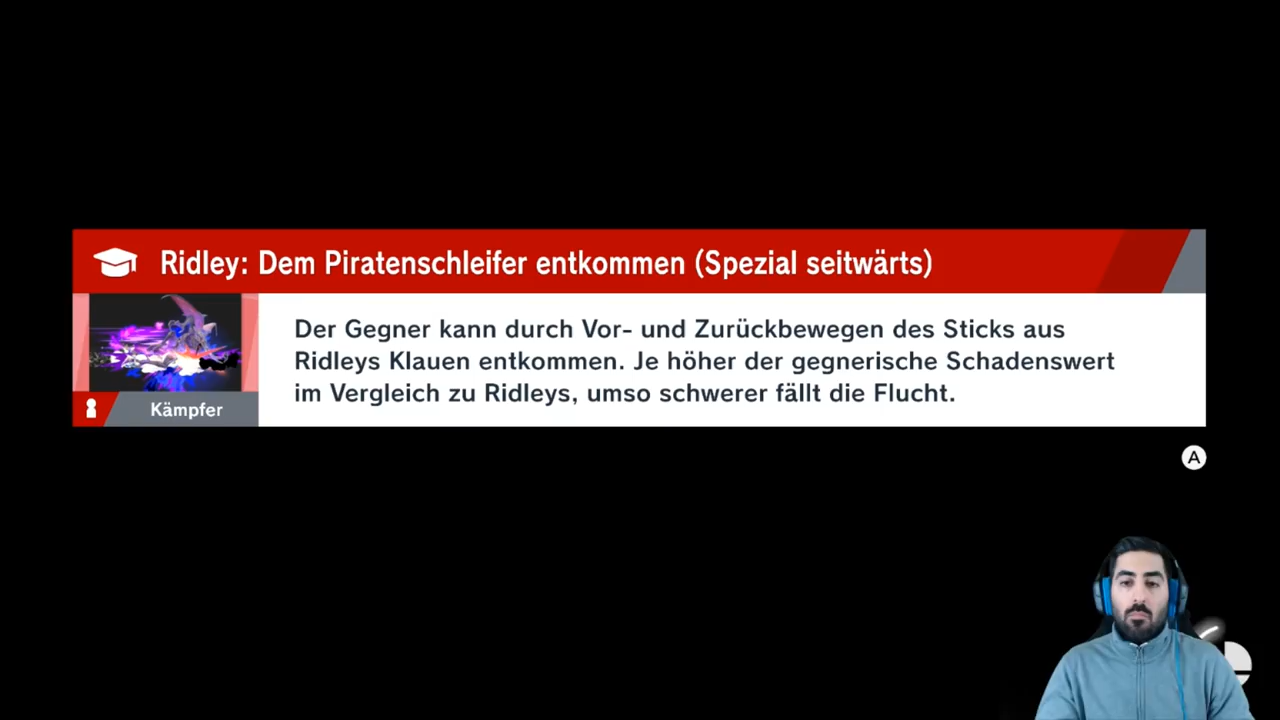 Ridley: Dem Piratenschleifer entkommen (Spezial seitwärts)
Der Gegner kann durch Vor- und Zurückbewegen des Sticks aus
Ridleys Klauen entkommen. Je höher der gegnerische Schadenswert
im Vergleich zu Ridleys, umso schwerer fällt die Flucht.
Kämpfer
A